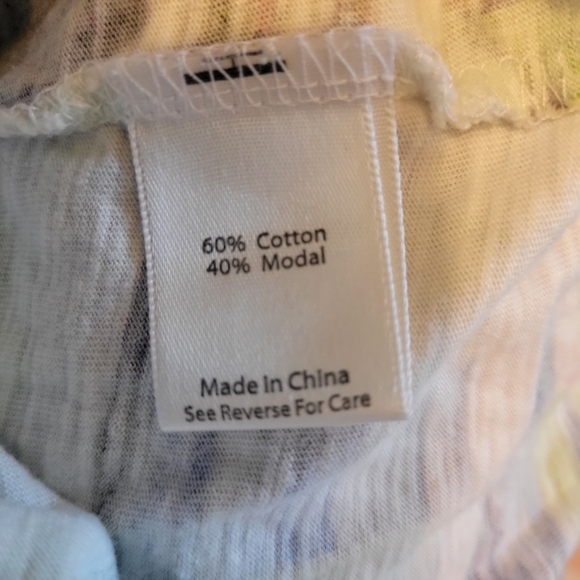 60% Cotton
40% Modal
Made in China
See Reverse For Care